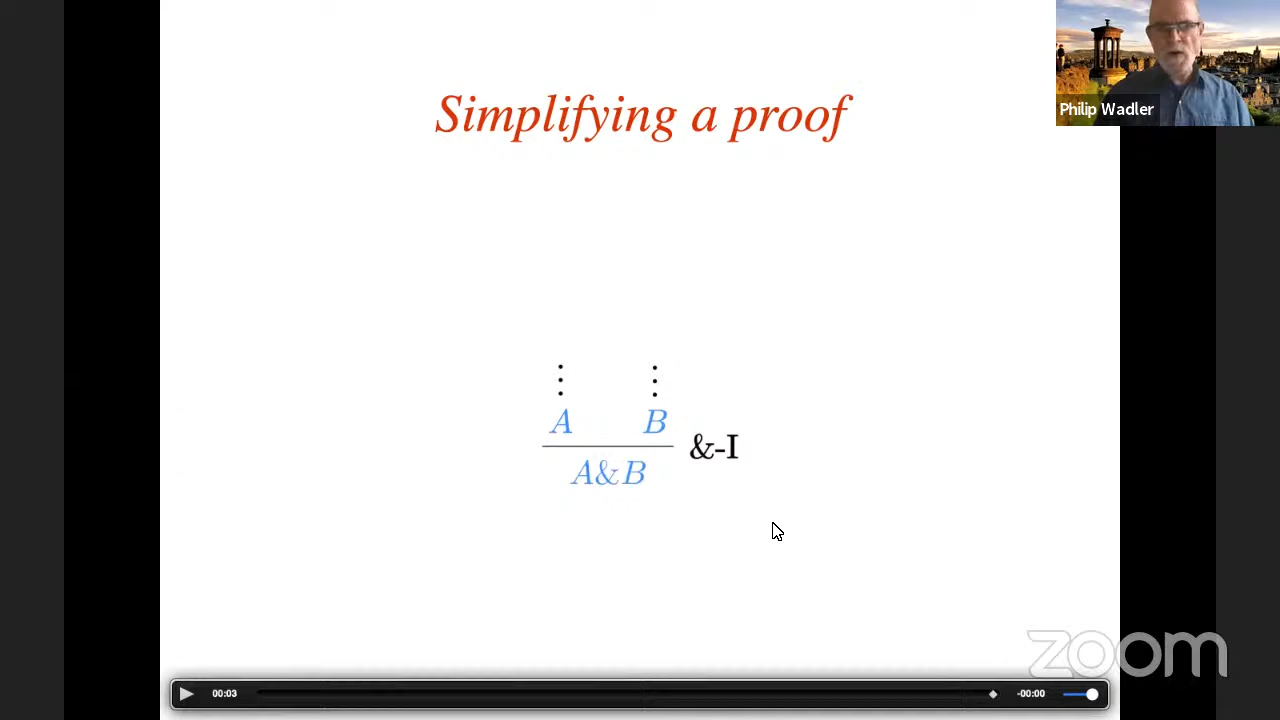 Simplifying a proof
Philip Wadler
⋮ ⋮
A B
&-I
A&B
zoom
00:03 -00:00